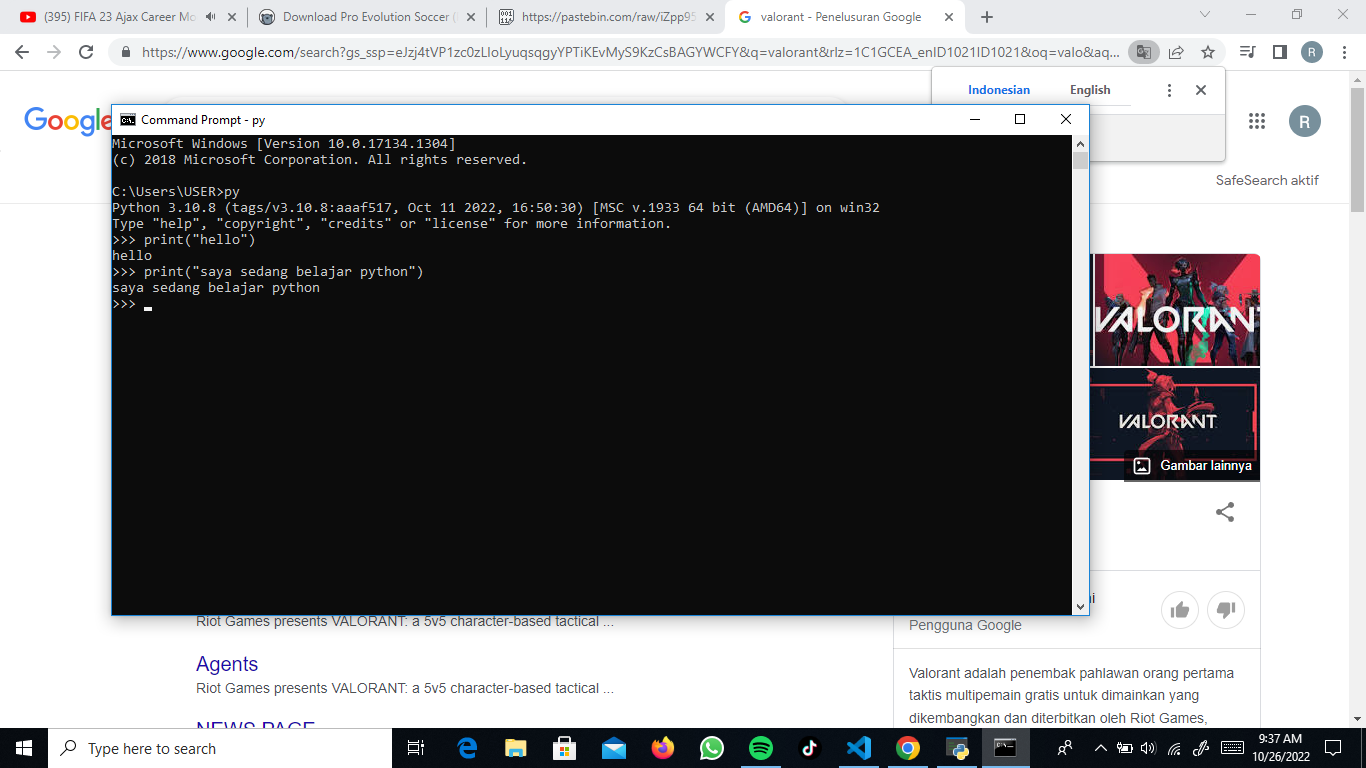 (395) FIFA 23 Ajax Career Mo
Download Pro Evolution Soccer (
https://pastebin.com/raw/iZpp95
valorant - Penelusuran Google
https://www.google.com/search?gs_ssp=eJzj4tVP1zc0zLIoLyuqsqgyYPTiKEvMyS9KzCsBAGYWCFY&q=valorant&rlz=1C1GCEA_enID1021ID1021&oq=valo&aq...
R
Indonesian
English
Google
R
SafeSearch aktif
Command Prompt - py
Microsoft Windows [Version 10.0.17134.1304]
(c) 2018 Microsoft Corporation. All rights reserved.
C:\Users\USER>py
Python 3.10.8 (tags/v3.10.8:aaaf517, Oct 11 2022, 16:50:30) [MSC v.1933 64 bit (AMD64)] on win32
Type "help", "copyright", "credits" or "license" for more information.
>>> print("hello")
hello
>>> print("saya sedang belajar python")
saya sedang belajar python
>>>
VALORANT
VALORANT
Gambar lainnya
Riot Games presents VALORANT: a 5v5 character-based tactical ...
Pengguna Google
Agents
Riot Games presents VALORANT: a 5v5 character-based tactical ...
NEWS PAGE
Valorant adalah penembak pahlawan orang pertama
taktis multipemain gratis untuk dimainkan yang
dikembangkan dan diterbitkan oleh Riot Games,
Type here to search
9:37 AM
10/26/2022